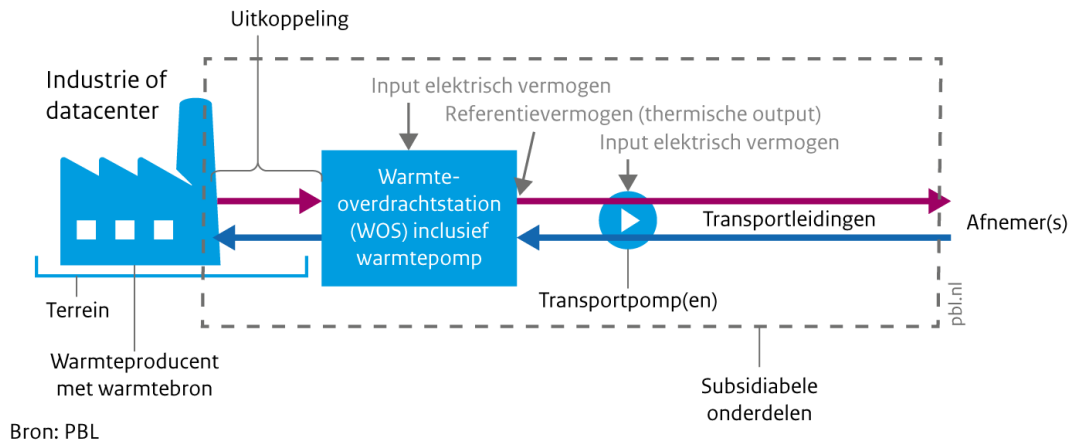 Uitkoppeling
Industrie of
datacenter
Input elektrisch vermogen
Referentievermogen (thermische output)
Input elektrisch vermogen
Warmte-
overdrachtstation
(WOS) inclusief
warmtepomp
Transportleidingen
Afnemer(s)
Transportpomp(en)
Terrein
Warmteproducent
met warmtebron
Subsidiabele
onderdelen
pbl.nl
Bron: PBL